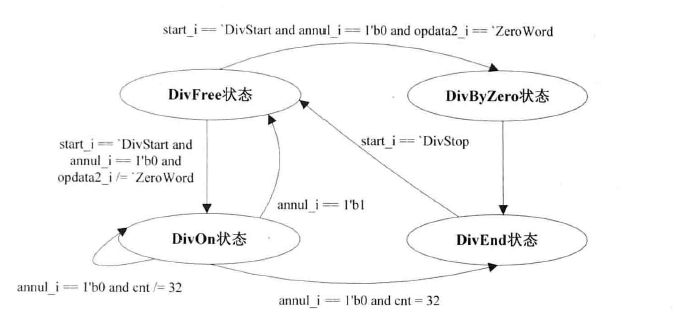 start_i == `DivStart and annul_i == 1'b0 and opdata2_i == `ZeroWord
DivFree状态
DivByZero状态
start_i == `DivStart and
annul_i == 1'b0 and
opdata2_i /= `ZeroWord
start_i == `DivStop
annul_i == 1'b1
DivOn状态
DivEnd状态
annul_i == 1'b0 and cnt /= 32
annul_i == 1'b0 and cnt = 32